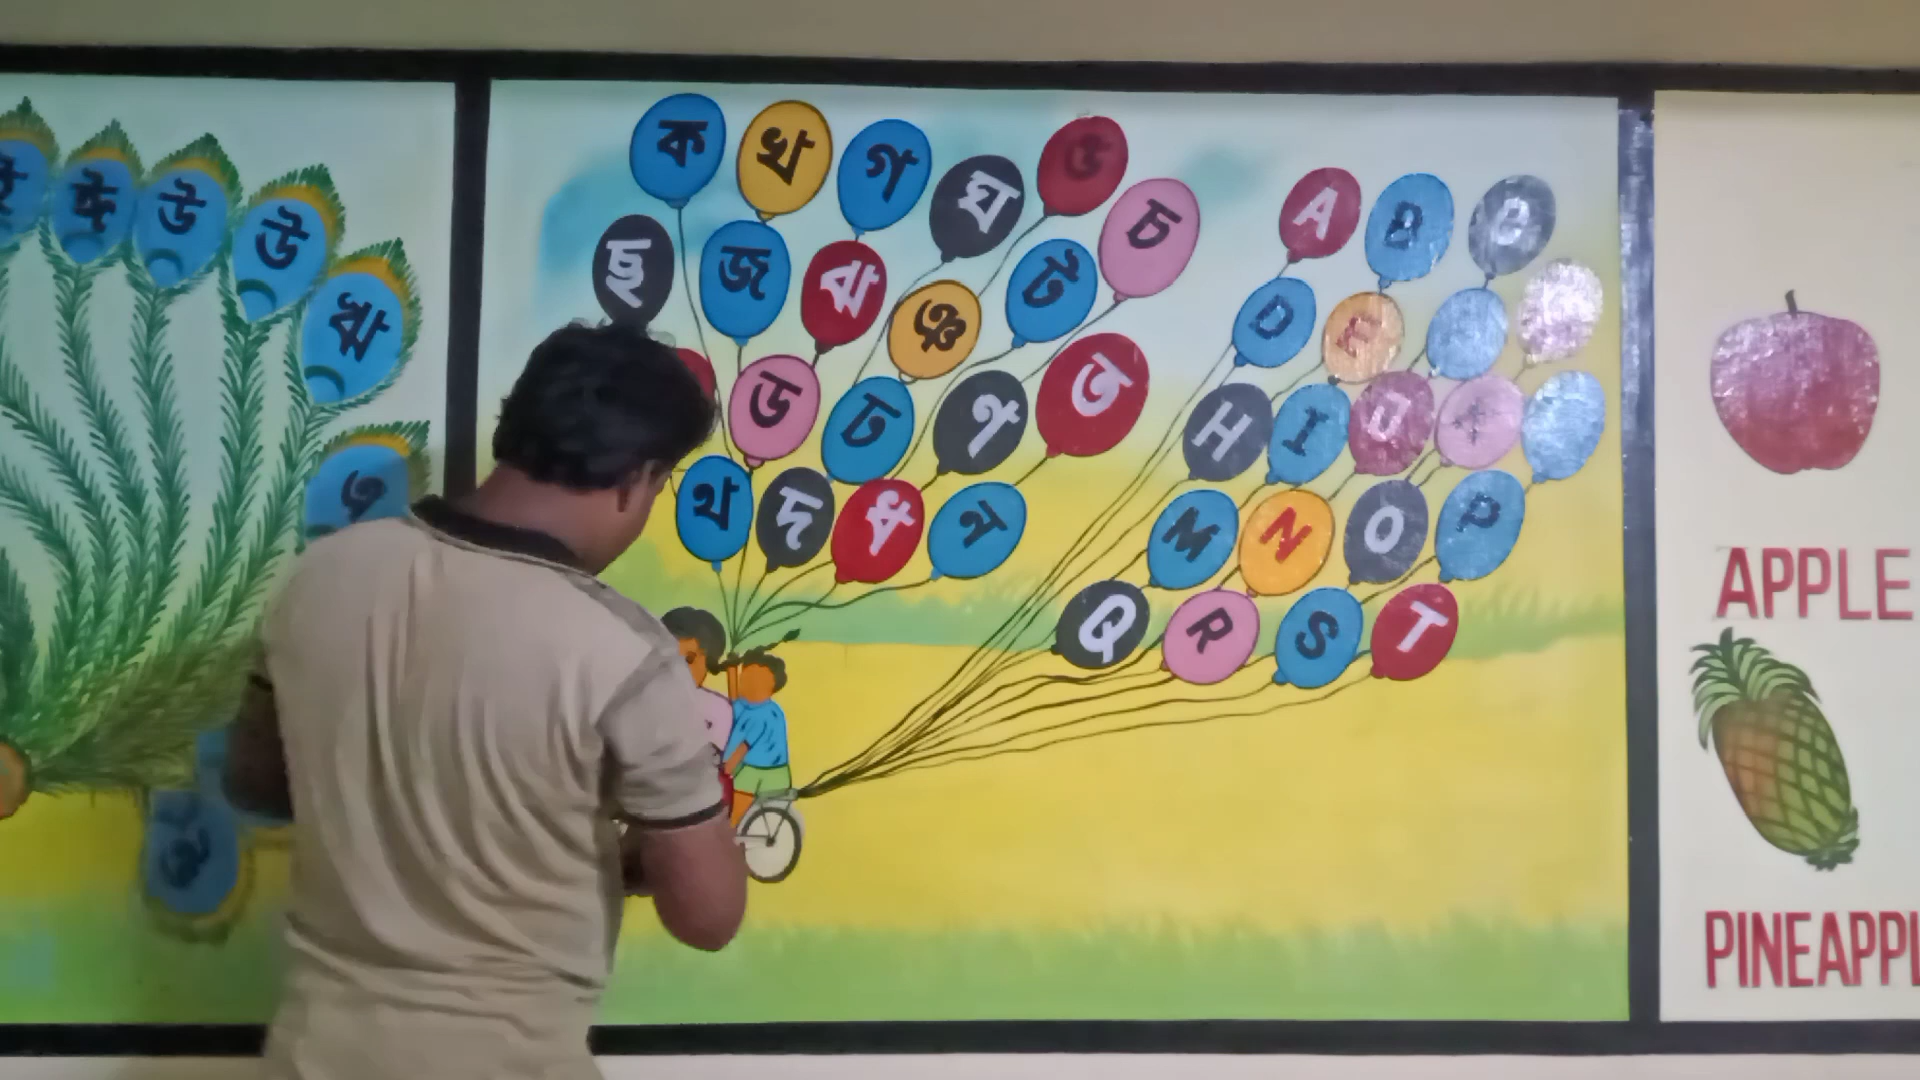 ই ঈ উ ঊ ঋ
এ
ক খ গ ঘ ঙ চ
ছ জ ঝ ঞ ট
ড ঢ ণ ত
থ দ ধ ন
A B C
D E
H I J K
M N O P
Q R S T
APPLE
PINEAPPL